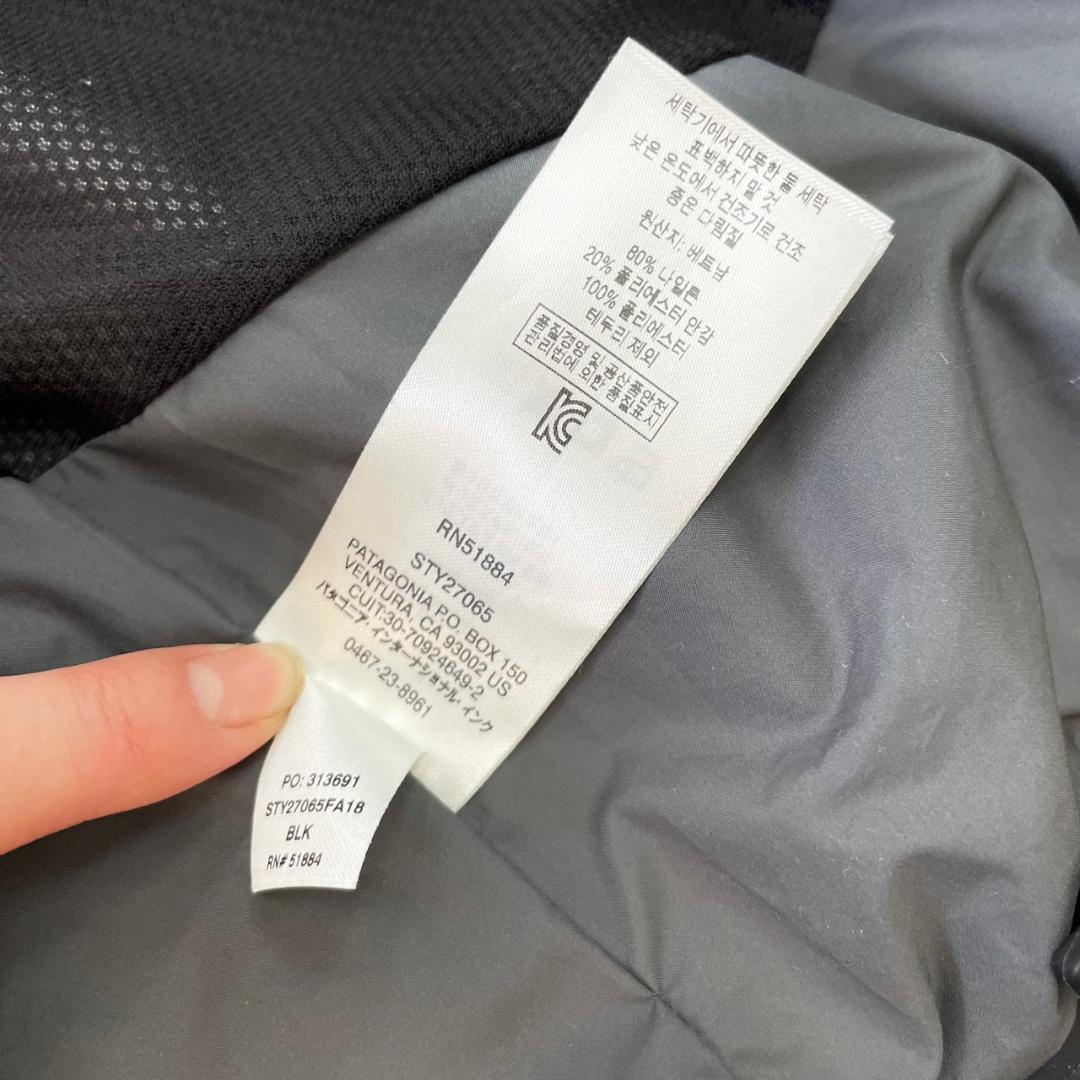 세탁기에서 따뜻한 물 세탁
표백하지 말 것
낮은 온도에서 건조기로 건조
중온 다림질
원산지: 베트남
80% 나일론
20% 폴리에스터 안감
100% 폴리에스터
테두리 제외
품질경영 및 공산품안전
관리법에 의한 품질표시
RN51884
STY27065
PATAGONIA P.O. BOX 150
VENTURA, CA 93002 US
CUIT:30-70924649-2
パタゴニア・インターナショナル・インク
0467-23-8961
PO: 313691
STY27065FA18
BLK
RN# 51884